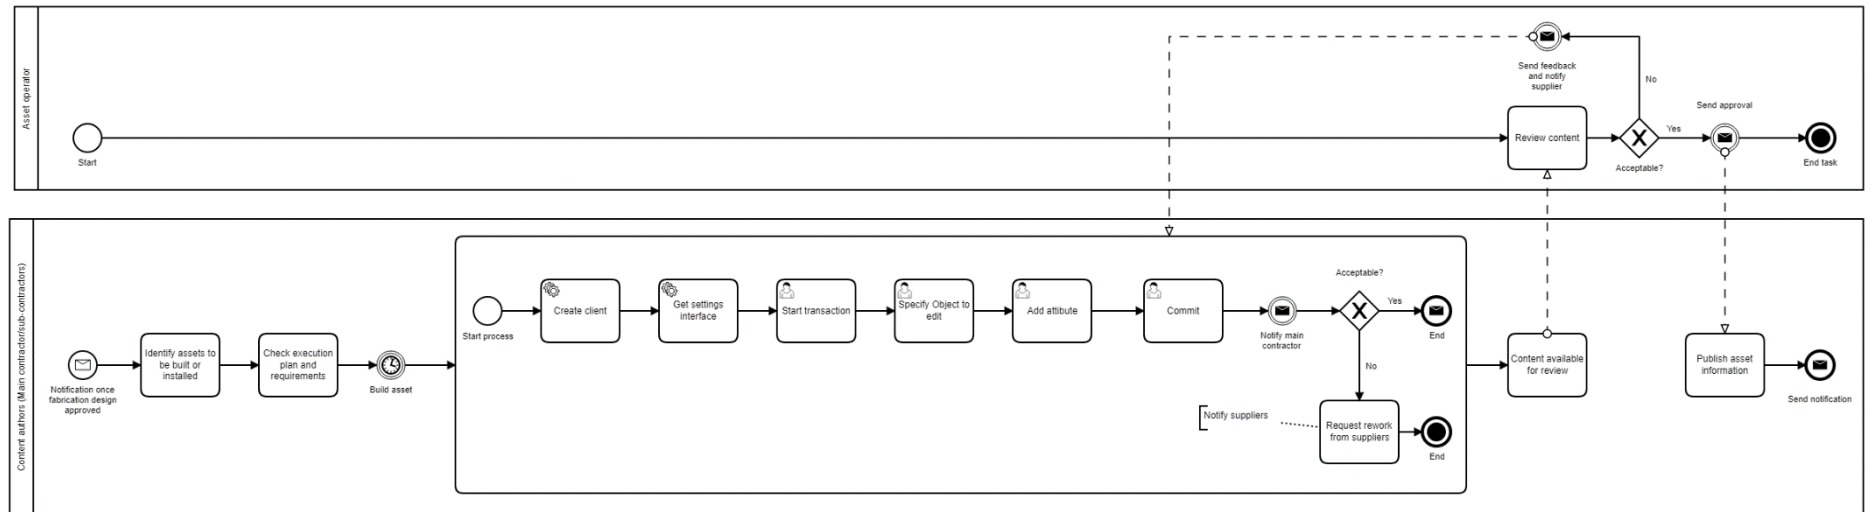 Asset operator
Start
Send feedback
and notify
supplier
No
Review content
Acceptable?
Yes
Send approval
End task
Content authors (Main contractor/sub-contractors)
Notification once
fabrication design
approved
Identify assets to
be built or
installed
Check execution
plan and
requirements
Build asset
Start process
Create client
Get settings
interface
Start transaction
Specify Object to
edit
Add attibute
Commit
Notify main
contractor
Acceptable?
Yes
End
No
Notify suppliers
Request rework
from suppliers
End
Content available
for review
Publish asset
information
Send notification